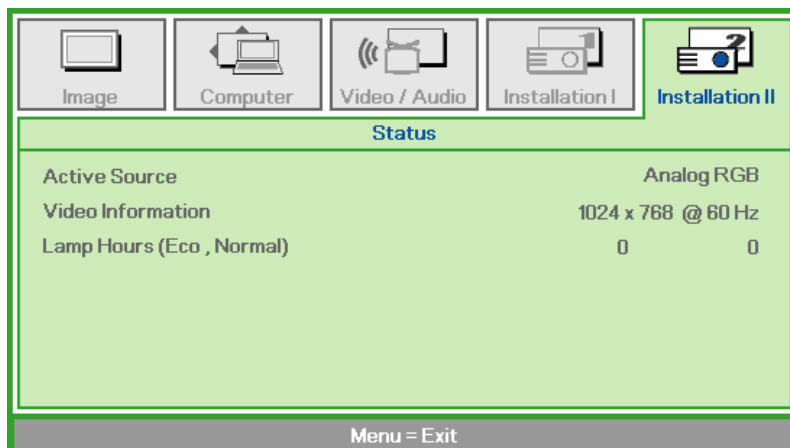 Image Computer Video / Audio Installation I Installation II
Status
Active Source Analog RGB
Video Information 1024 x 768 @ 60 Hz
Lamp Hours (Eco , Normal) 0 0
Menu = Exit